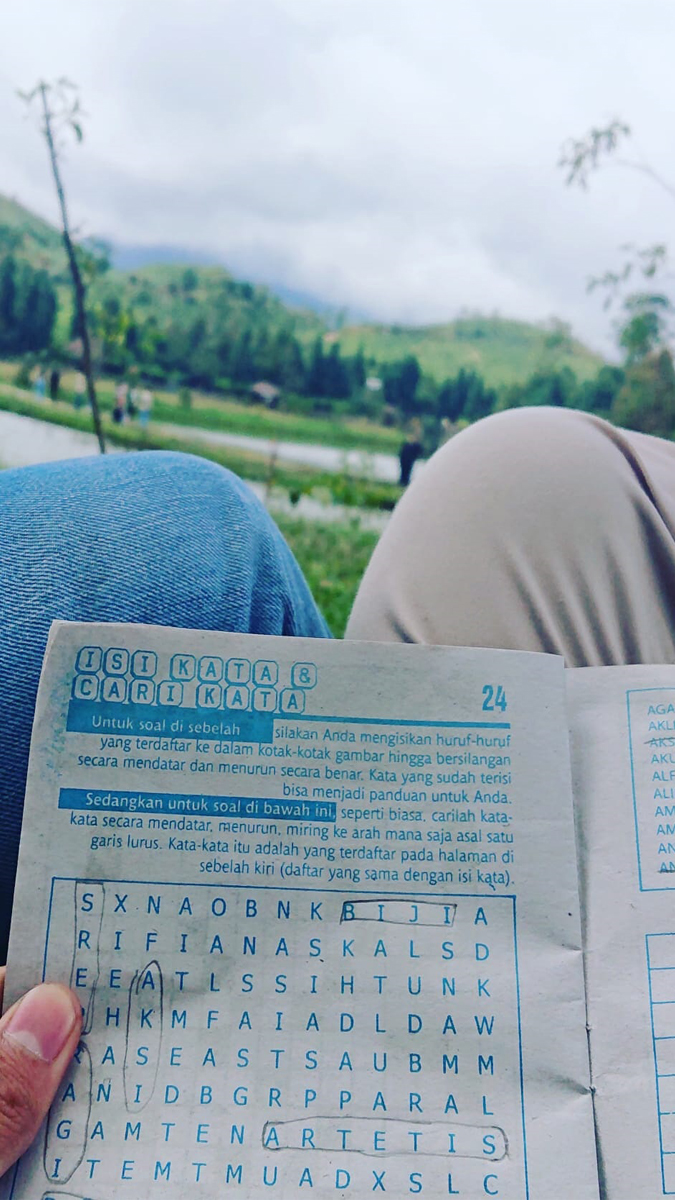 ISI KATA &
CARI KATA
24
Untuk soal di sebelah silakan Anda mengisikan huruf-huruf
yang terdaftar ke dalam kotak-kotak gambar hingga bersilangan
secara mendatar dan menurun secara benar. Kata yang sudah terisi
bisa menjadi panduan untuk Anda.
Sedangkan untuk soal di bawah ini, seperti biasa, carilah kata-
kata secara mendatar, menurun, miring ke arah mana saja asal satu
garis lurus. Kata-kata itu adalah yang terdaftar pada halaman di
sebelah kiri (daftar yang sama dengan isi kata).
S X N A O B N K B I J I A
R I F I A N A S K A L S D
E E A T L S S I H T U N K
H K M F A I A D L D A W
R A S E A S T S A U B M M
A N I D B G R P P A R A L
G A M T E N A R T E T I S
I T E M T M U A D X S L C
AGA
AKL
AKS
AKU
ALF
ALI
AM
AM
AN
AN